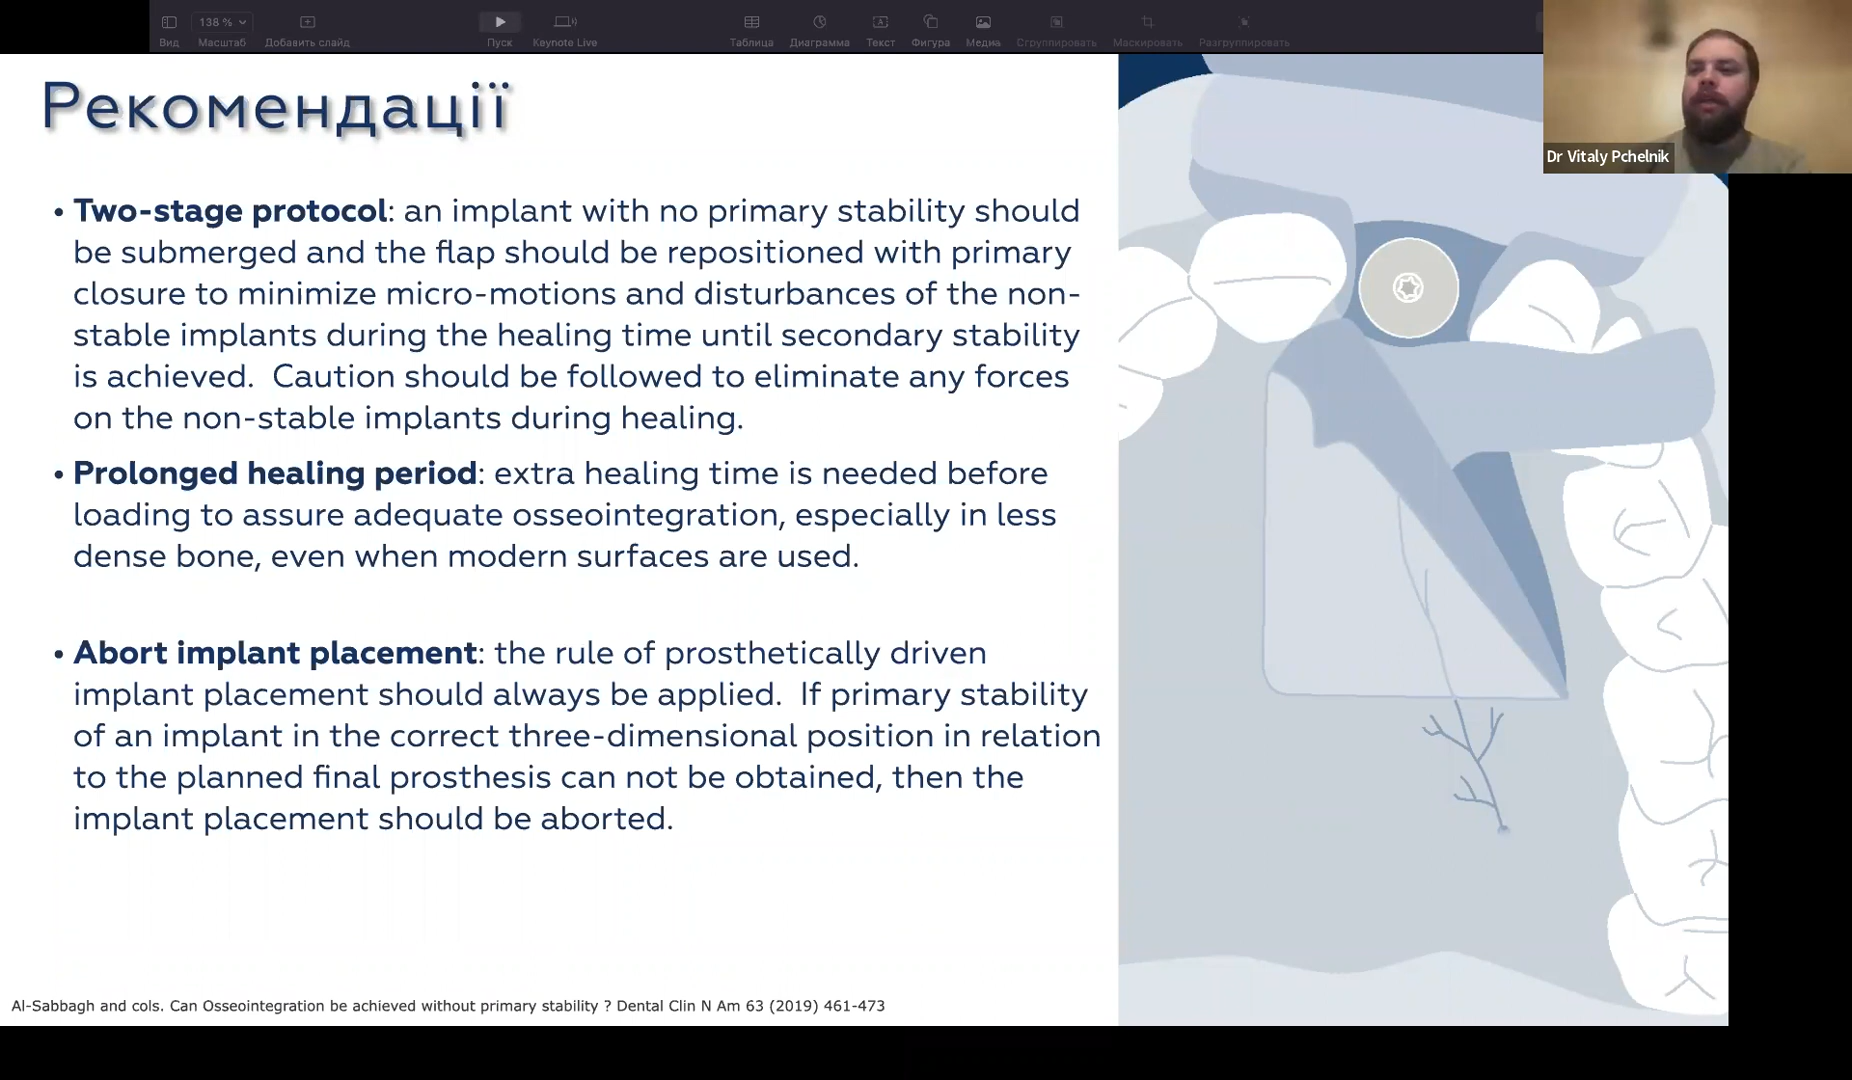 138 %
Вид
Масштаб
Добавить слайд
Пуск
Keynote Live
Таблица
Диаграмма
Текст
Фигура
Медиа
Сгруппировать
Маскировать
Разгруппировать
Dr Vitaly Pchelnik
Рекомендації
• Two-stage protocol: an implant with no primary stability should
be submerged and the flap should be repositioned with primary
closure to minimize micro-motions and disturbances of the non-
stable implants during the healing time until secondary stability
is achieved. Caution should be followed to eliminate any forces
on the non-stable implants during healing.
• Prolonged healing period: extra healing time is needed before
loading to assure adequate osseointegration, especially in less
dense bone, even when modern surfaces are used.
• Abort implant placement: the rule of prosthetically driven
implant placement should always be applied. If primary stability
of an implant in the correct three-dimensional position in relation
to the planned final prosthesis can not be obtained, then the
implant placement should be aborted.
Al-Sabbagh and cols. Can Osseointegration be achieved without primary stability ? Dental Clin N Am 63 (2019) 461-473